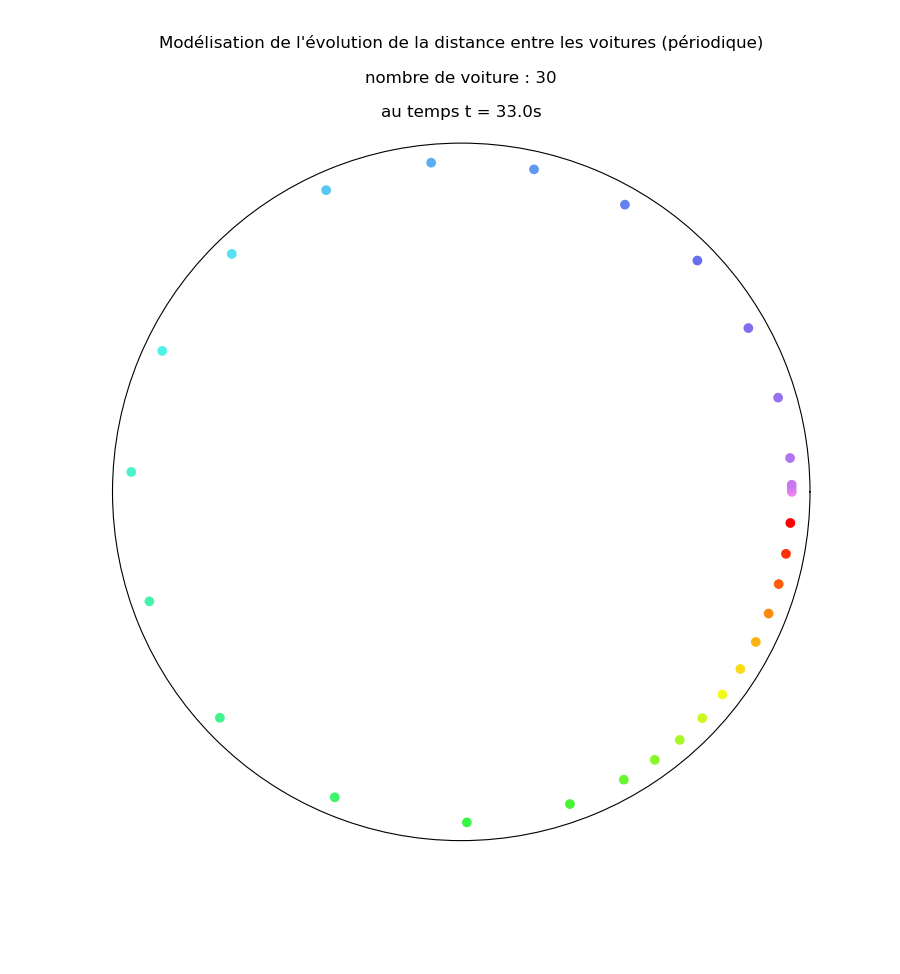 Modélisation de l'évolution de la distance entre les voitures (périodique)
nombre de voiture : 30
au temps t = 33.0s